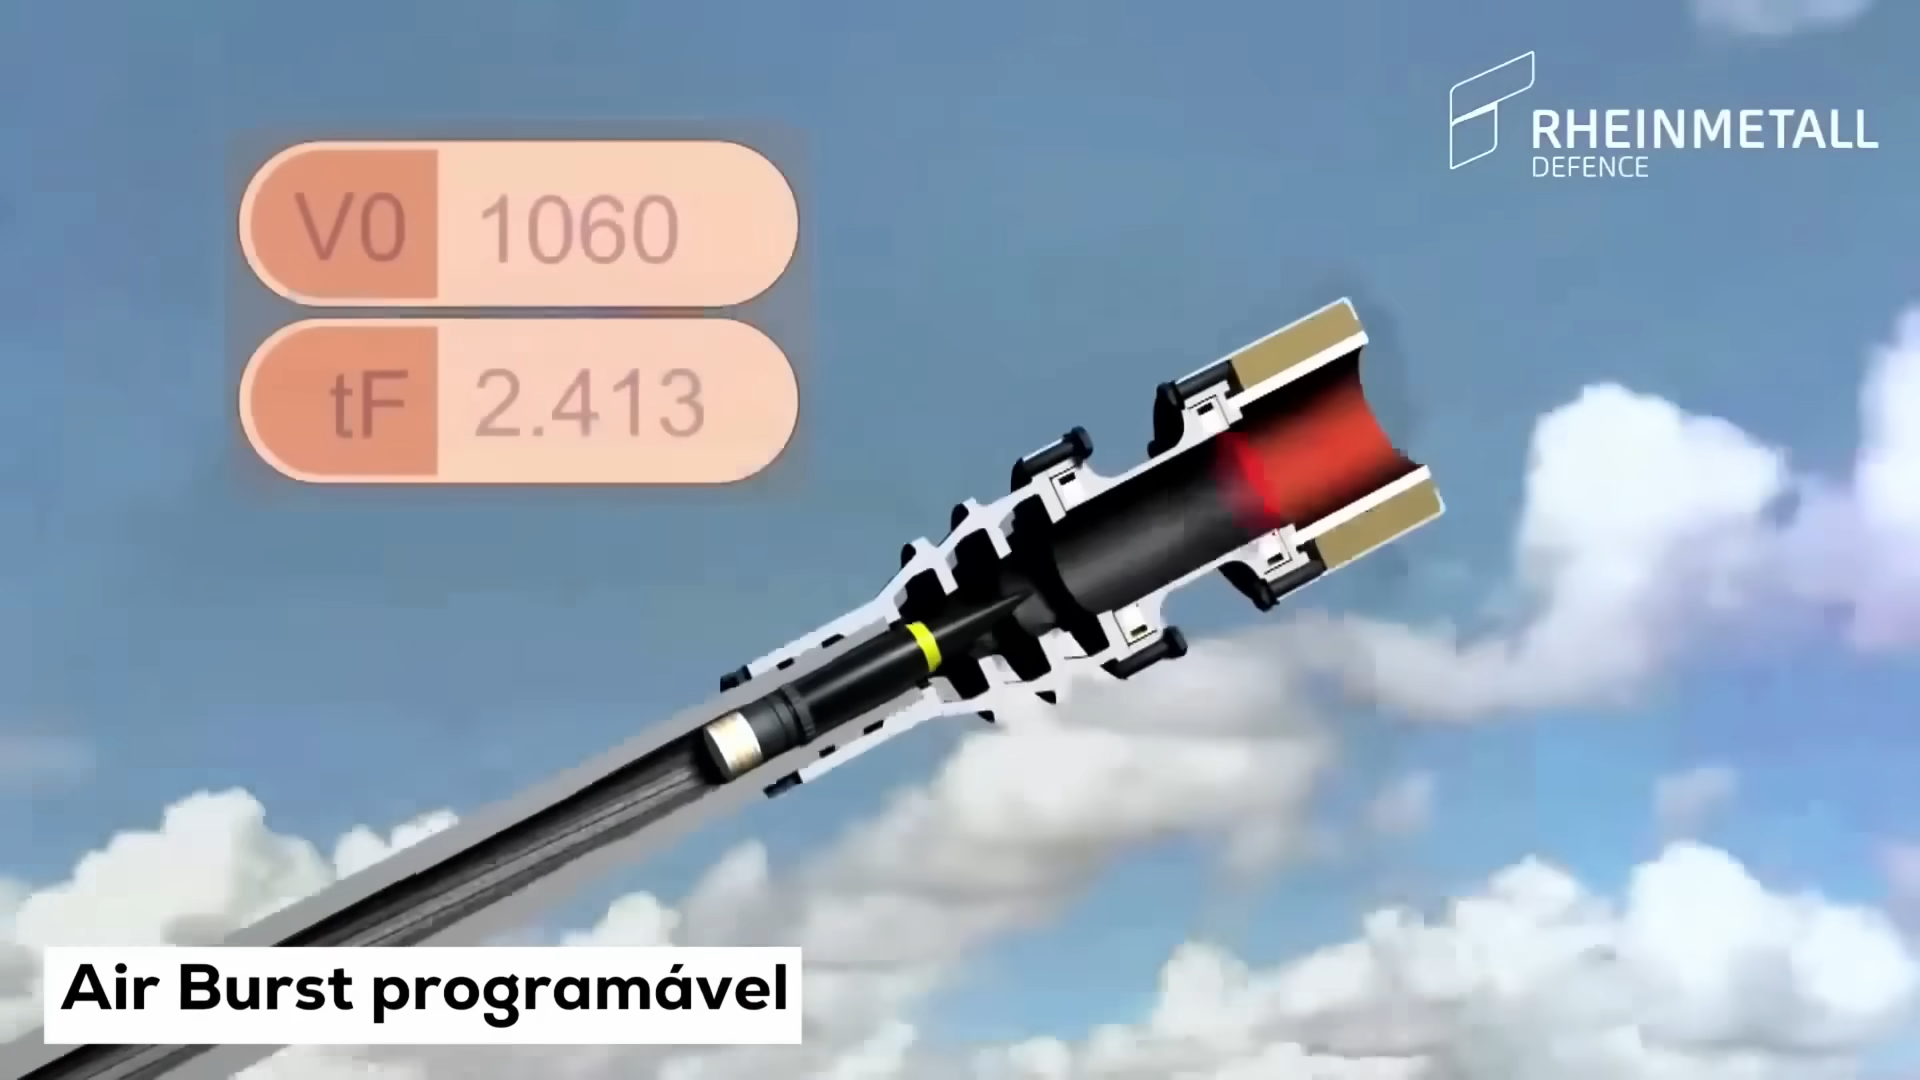 RHEINMETALL
DEFENCE
V0 1060
tF 2.413
Air Burst programável